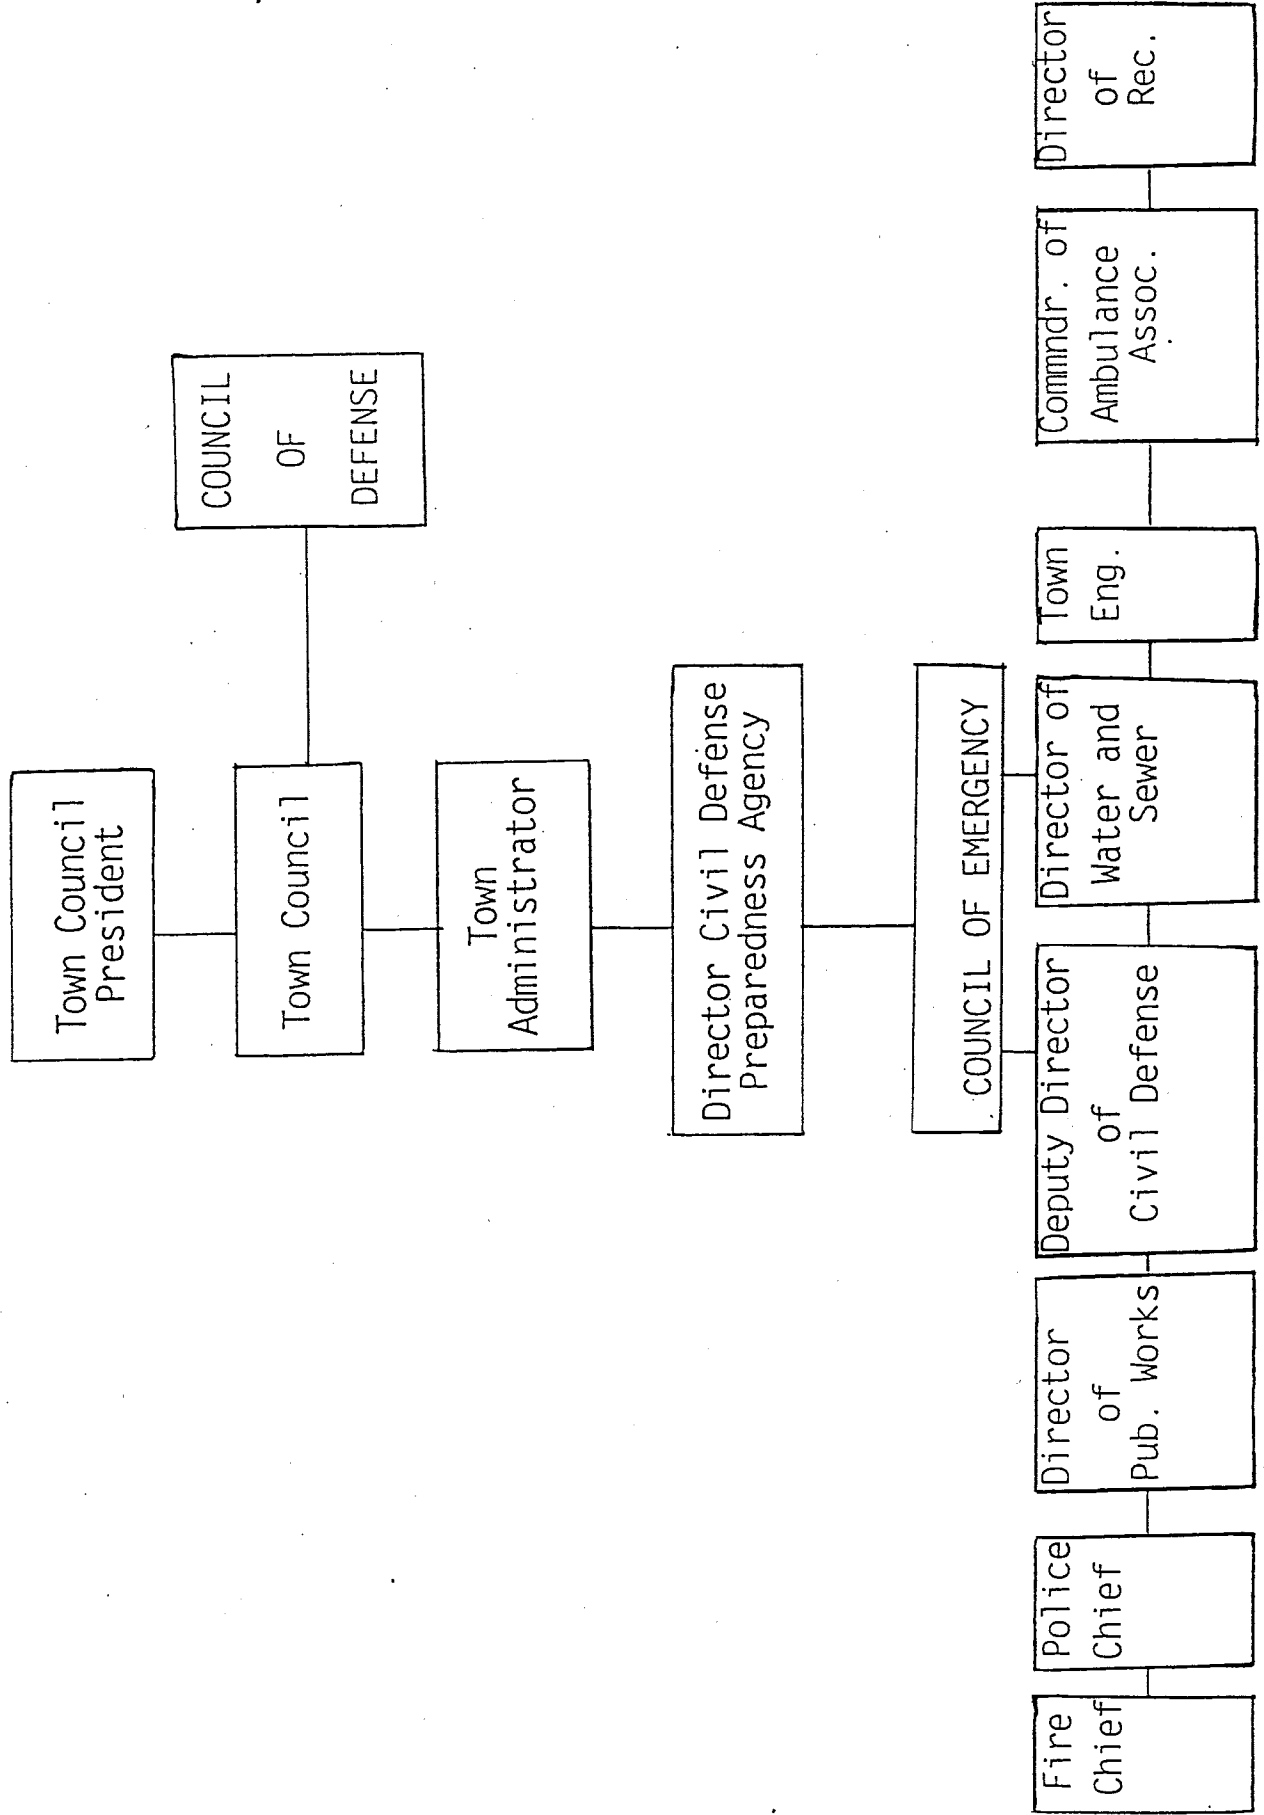 Town Council
President
Town Council
COUNCIL
OF
DEFENSE
Town
Administrator
Director Civil Defense
Preparedness Agency
COUNCIL OF EMERGENCY
Fire
Chief
Police
Chief
Director
of
Pub. Works
Deputy Director
of
Civil Defense
Director of
Water and
Sewer
Town
Eng.
Commndr. of
Ambulance
Assoc.
Director
of
Rec.